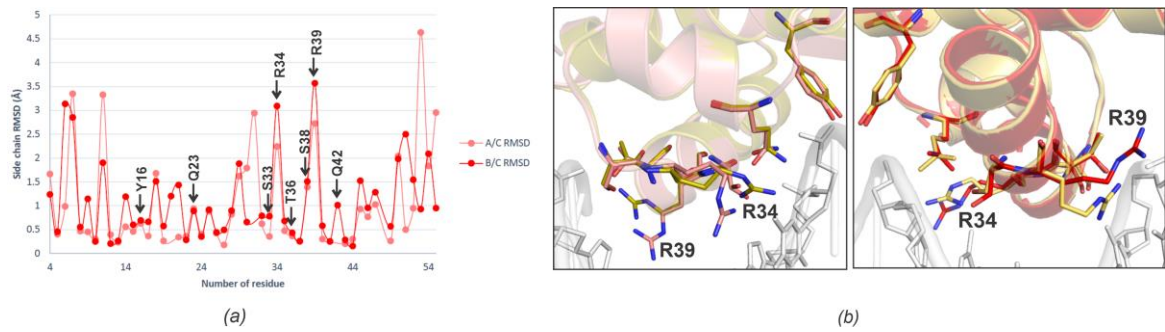 5
4.5
4
3.5
3
2.5
2
1.5
1
0.5
0
Side chain RMSD (Å)
4
14
24
34
44
54
Number of residue
Y16
Q23
S33
R34
T36
S38
R39
Q42
A/C RMSD
B/C RMSD
(a)
R39
R34
R34
R39
(b)